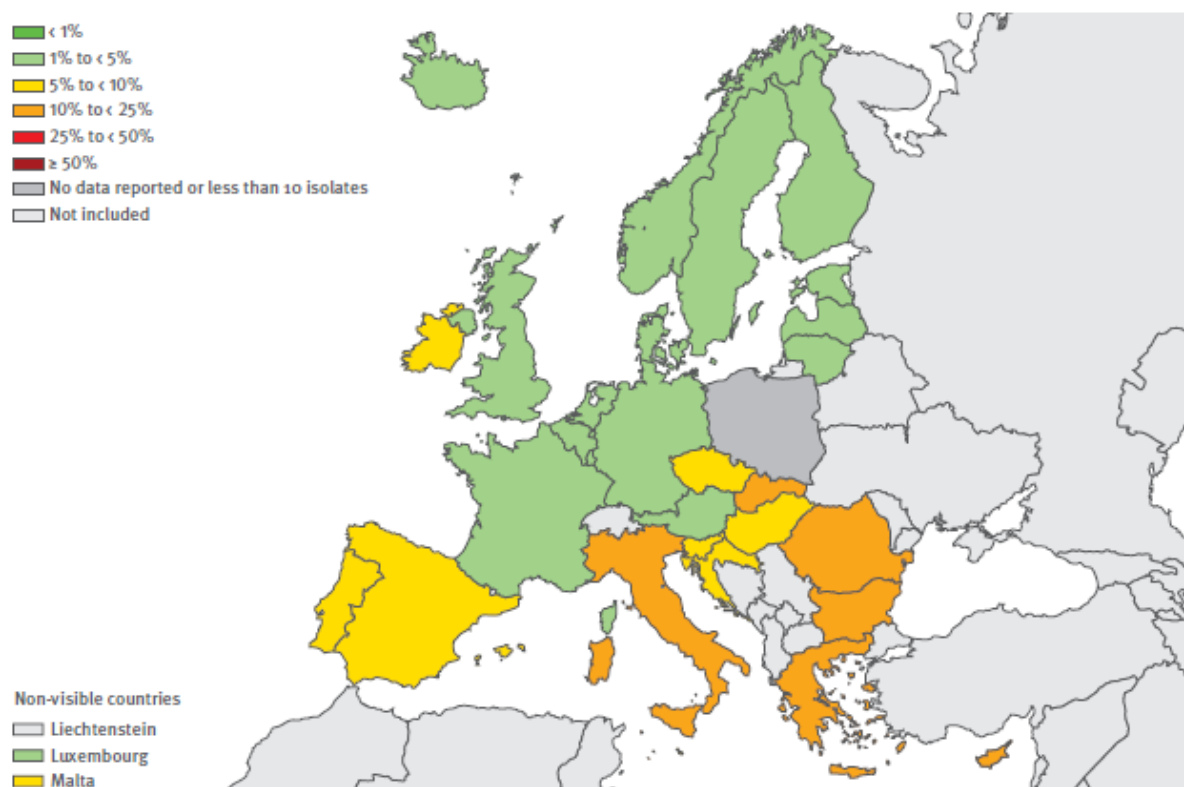 < 1%
1% to < 5%
5% to < 10%
10% to < 25%
25% to < 50%
≥ 50%
No data reported or less than 10 isolates
Not included
Non-visible countries
Liechtenstein
Luxembourg
Malta